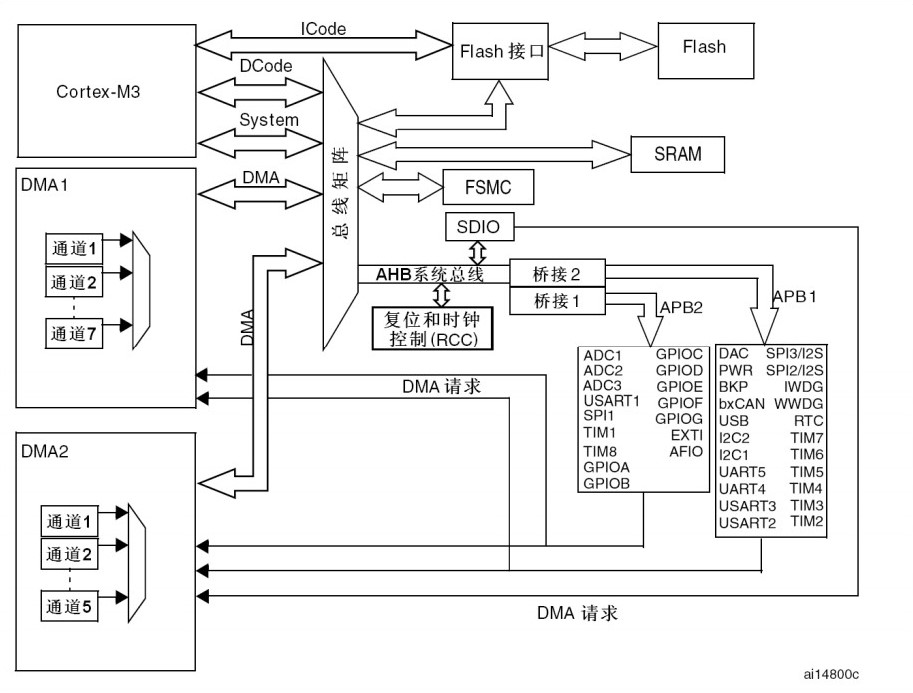 ICode
Cortex-M3
Flash 接口
Flash
DCode
System
总线矩阵
SRAM
DMA1
DMA
FSMC
SDIO
通道1
通道2
通道7
AHB系统总线
桥接2
桥接1
APB2
APB1
复位和时钟
控制(RCC)
DMA
DMA 请求
ADC1 GPIOC
ADC2 GPIOD
ADC3 GPIOE
USART1 GPIOF
SPI1 GPIOG
TIM1 EXTI
TIM8 AFIO
GPIOA
GPIOB
DAC SPI3/I2S
PWR SPI2/I2S
BKP IWDG
bxCAN WWDG
USB RTC
I2C2 TIM7
I2C1 TIM6
UART5 TIM5
UART4 TIM4
USART3 TIM3
USART2 TIM2
DMA2
通道1
通道2
通道5
DMA 请求
ai14800c